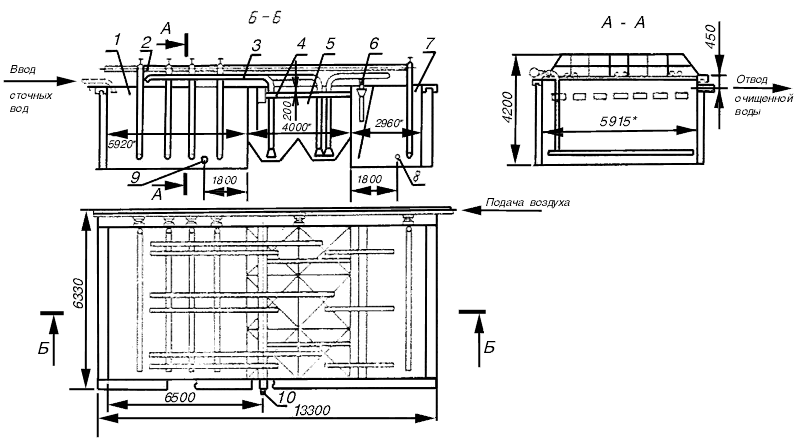 Б - Б
А
1
2
3
4
5
6
7
Ввод
сточных
вод
200
5920*
4000*
2960*
9
8
А
1800
1800
А - А
450
4200
5915*
Отвод
очищенной
воды
Подача воздуха
6330
Б
Б
10
6500
13300